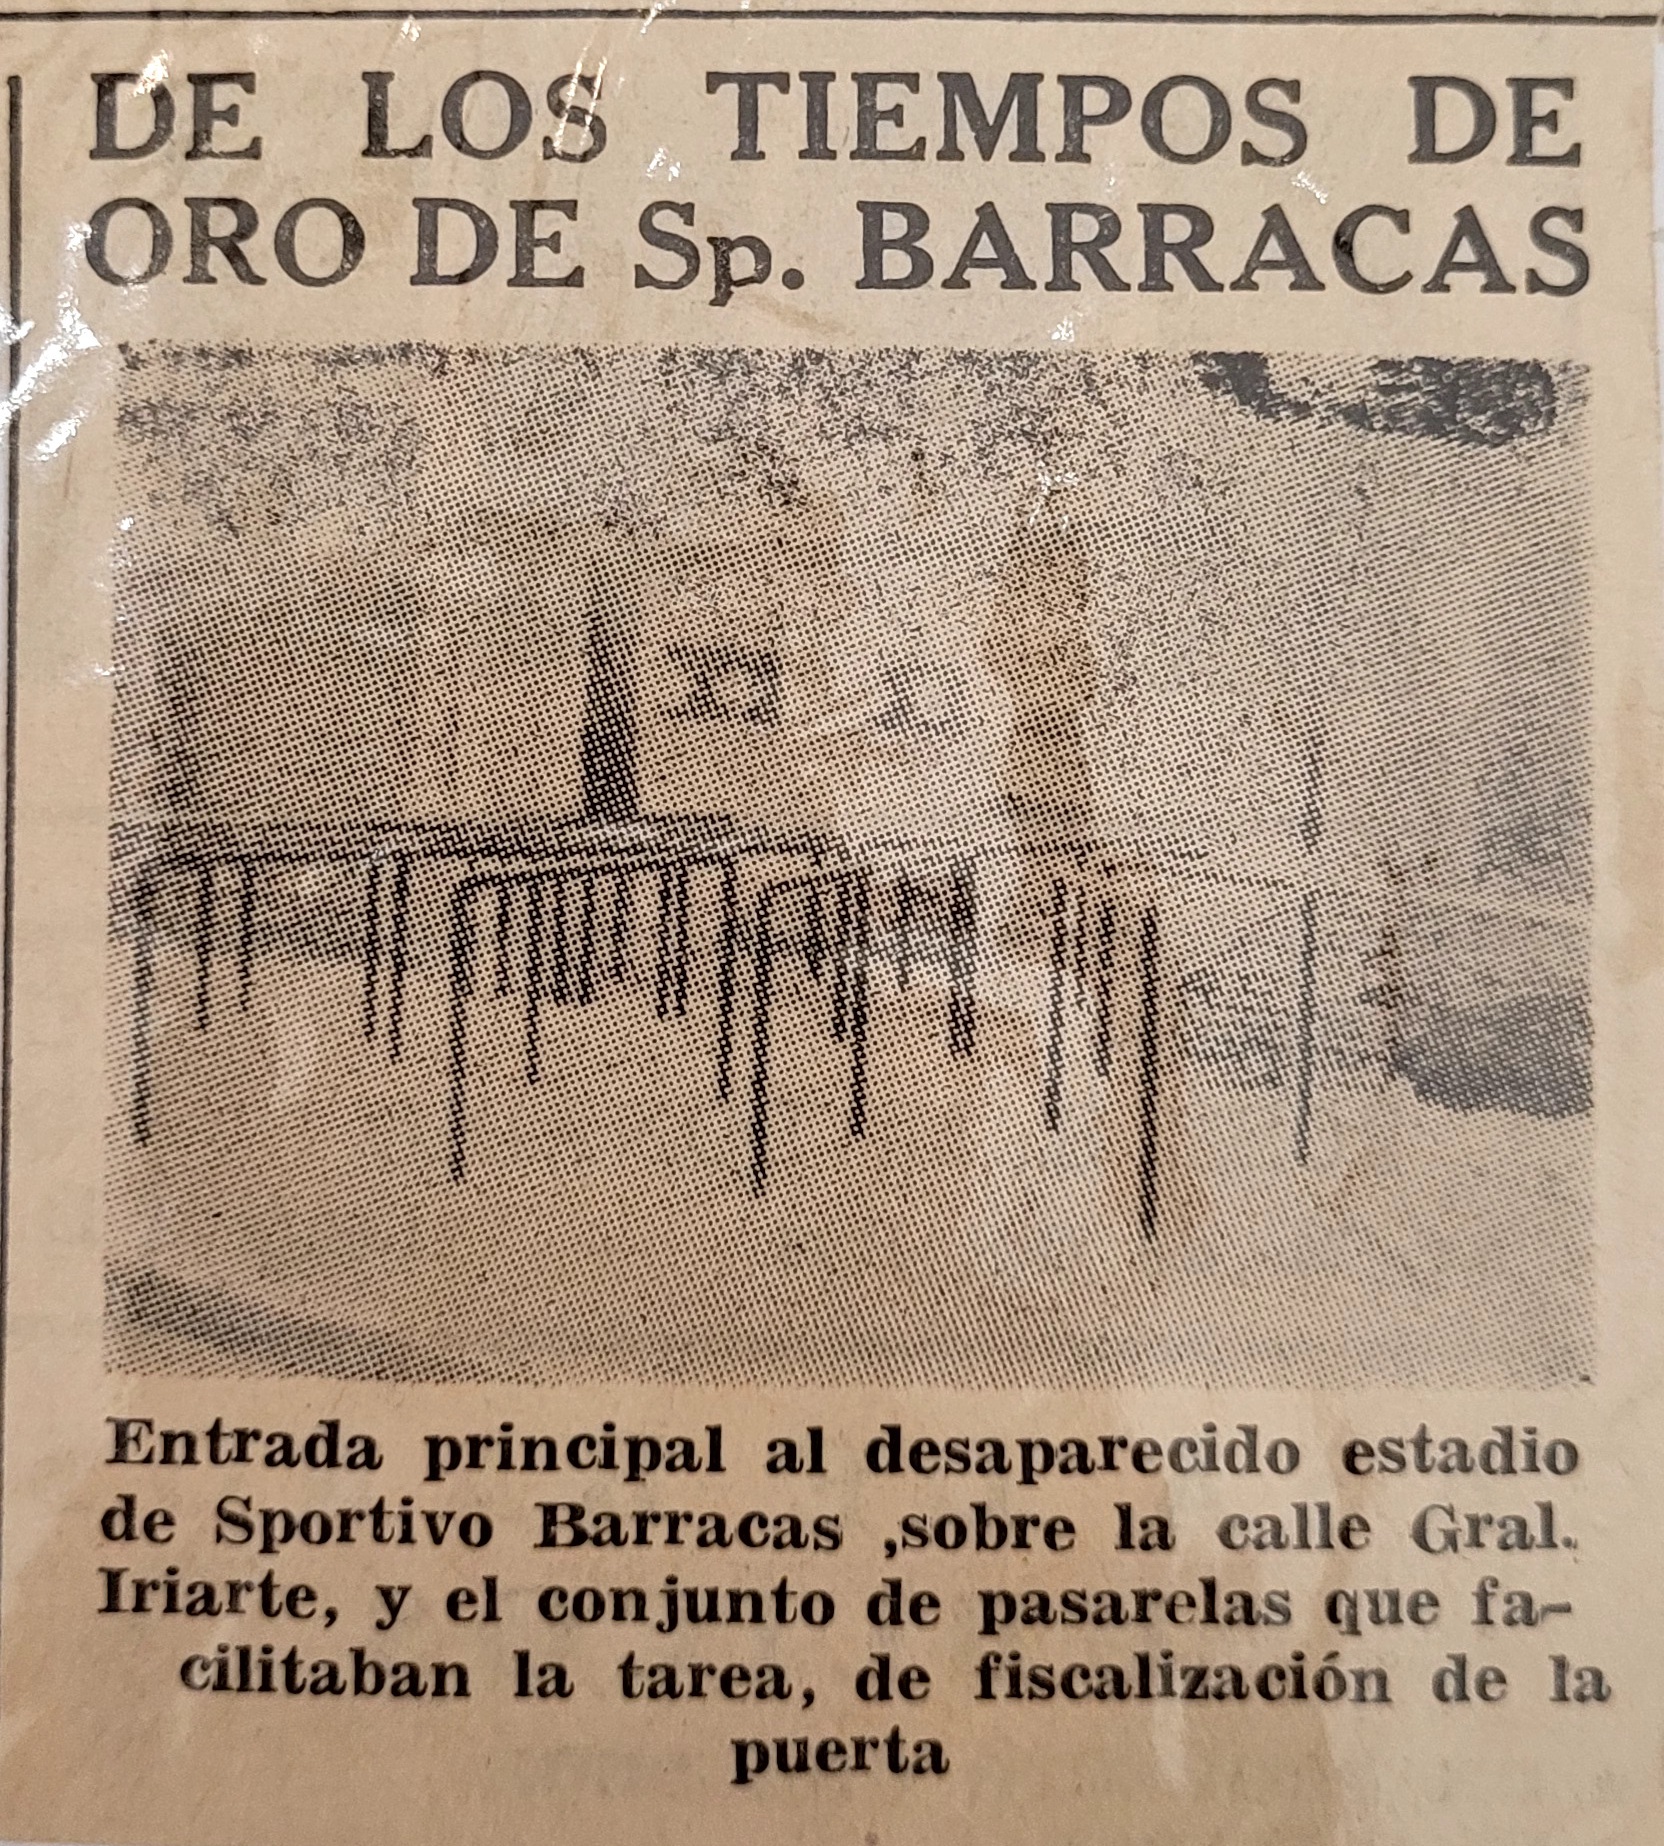 DE LOS TIEMPOS DE
ORO DE Sp. BARRACAS
Entrada principal al desaparecido estadio
de Sportivo Barracas ,sobre la calle Gral.
Iriarte, y el conjunto de pasarelas que fa-
cilitaban la tarea, de fiscalización de la
puerta